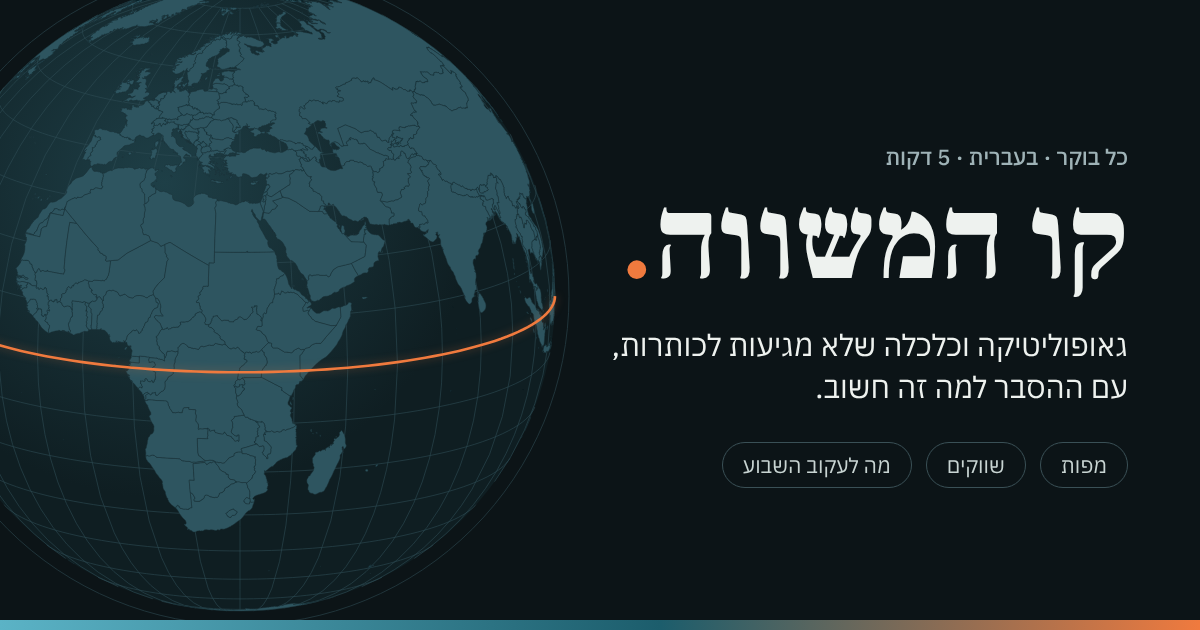 כל בוקר · בעברית · 5 דקות
קו המשווה.
גאופוליטיקה וכלכלה שלא מגיעות לכותרות,
עם ההסבר למה זה חשוב.
מפות
שווקים
מה לעקוב השבוע